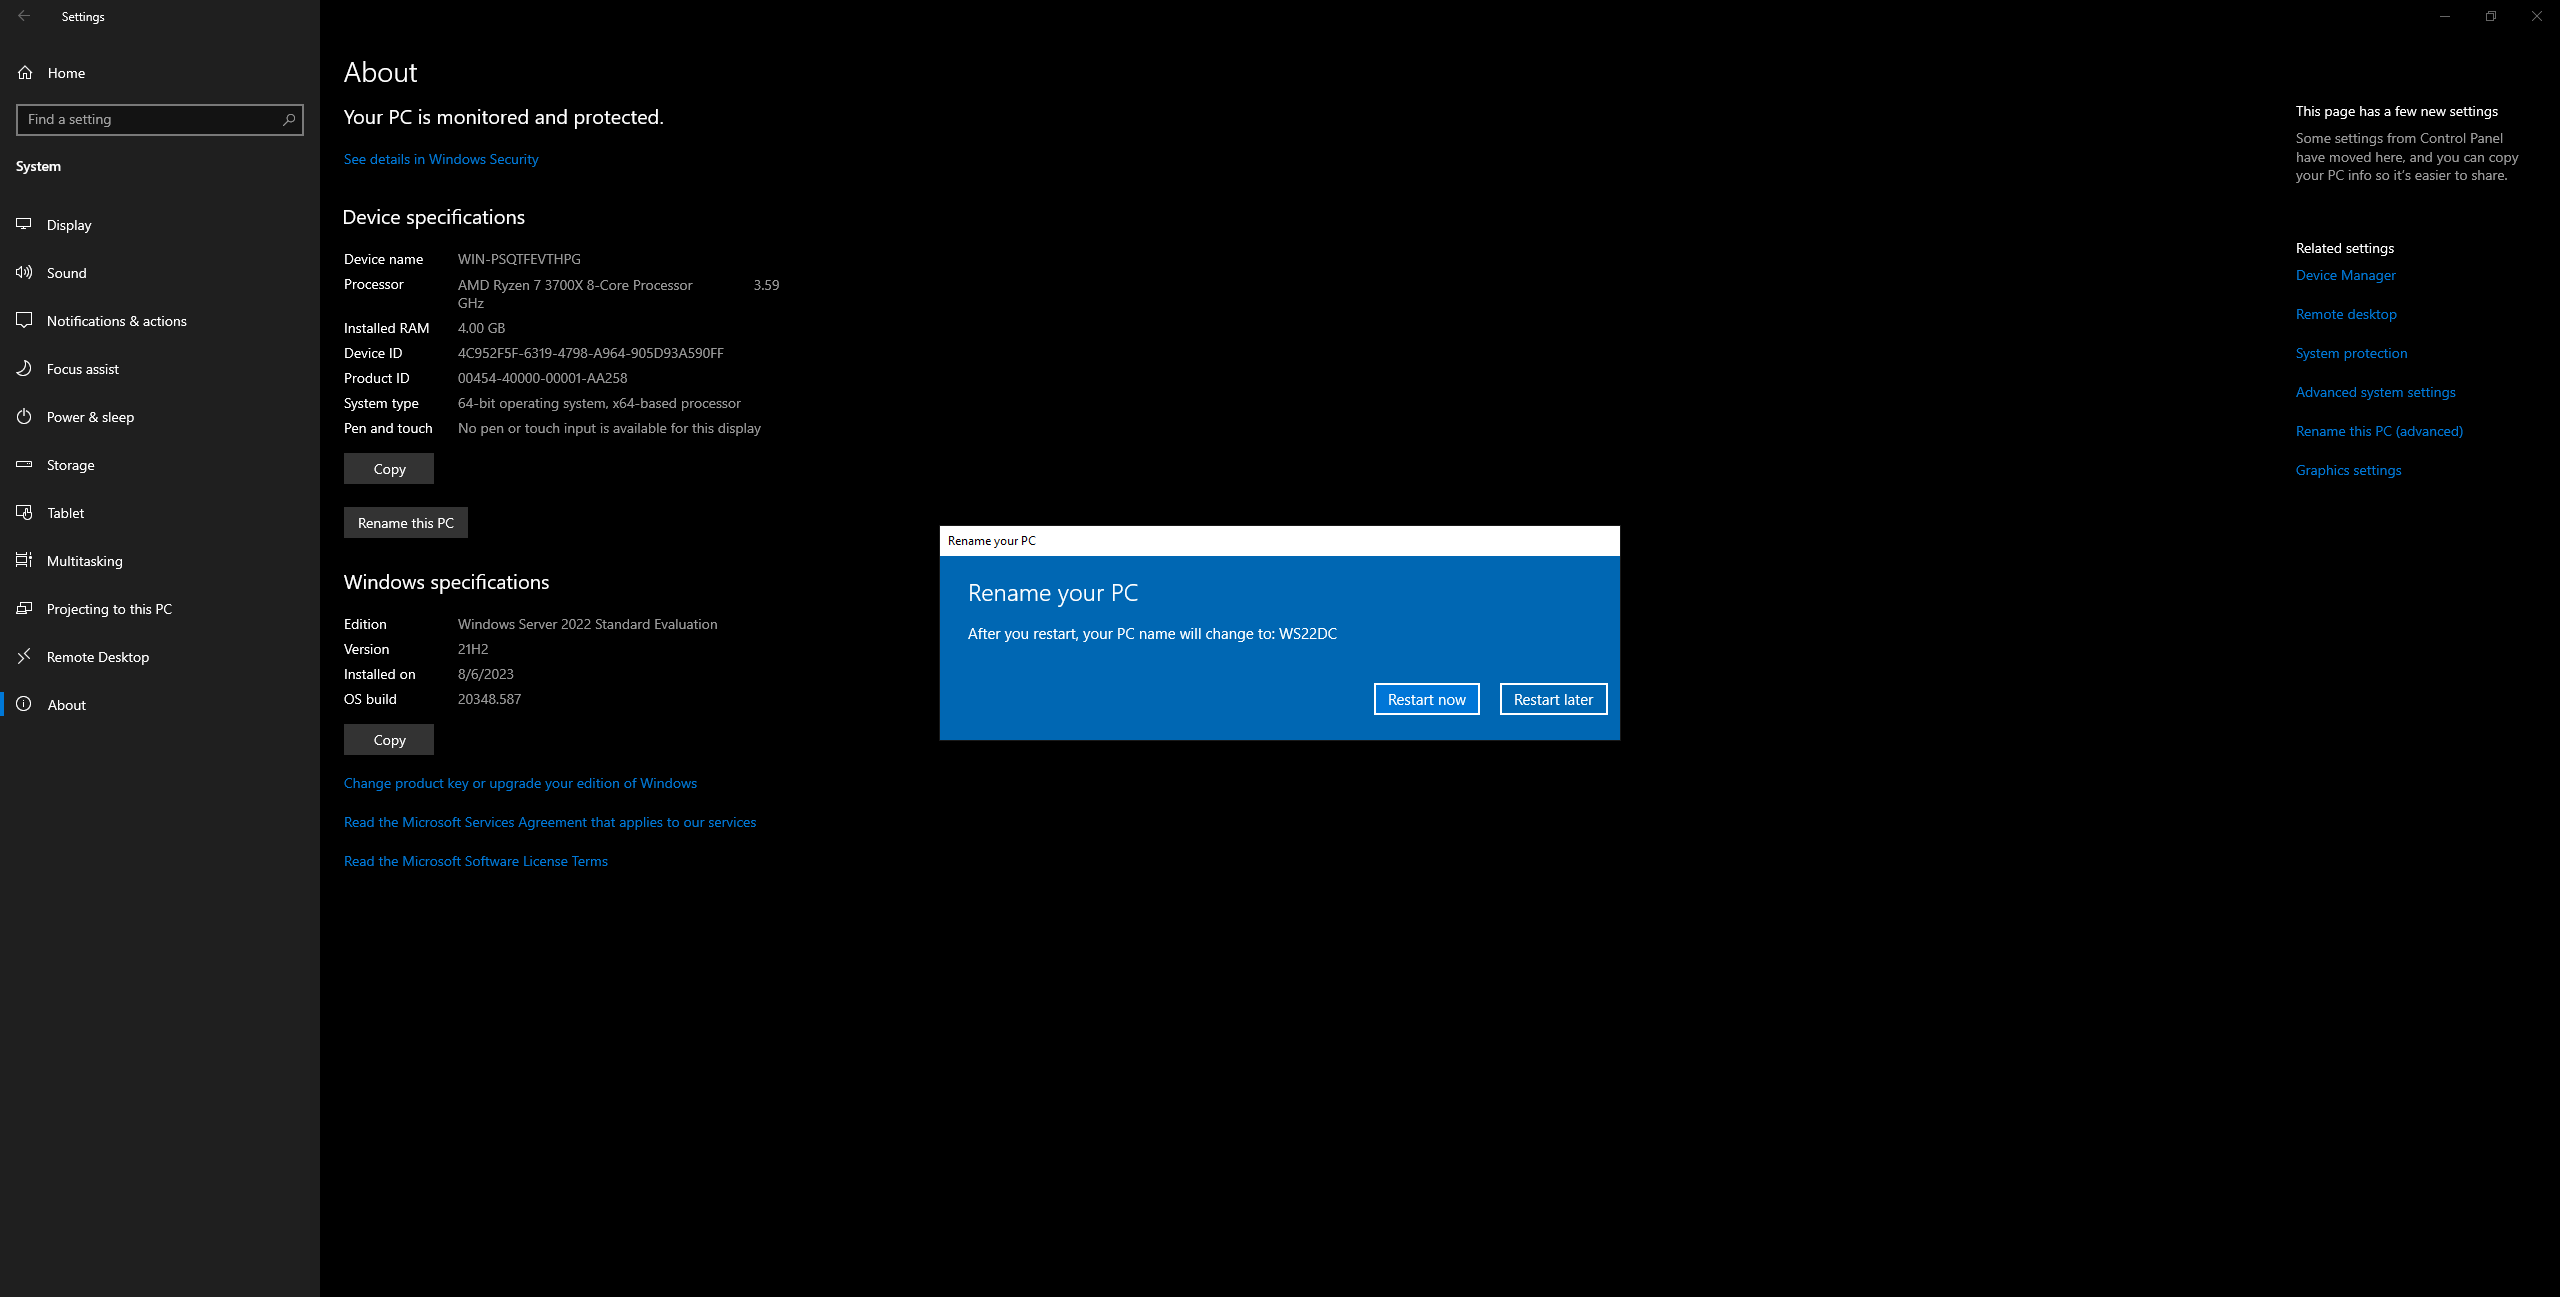 Settings
Home
Find a setting
System
Display
Sound
Notifications & actions
Focus assist
Power & sleep
Storage
Tablet
Multitasking
Projecting to this PC
Remote Desktop
About
About
Your PC is monitored and protected.
See details in Windows Security
Device specifications
Device name WIN-PSQTFEVTHPG
Processor AMD Ryzen 7 3700X 8-Core Processor 3.59
GHz
Installed RAM 4.00 GB
Device ID 4C952F5F-6319-4798-A964-905D93A590FF
Product ID 00454-40000-00001-AA258
System type 64-bit operating system, x64-based processor
Pen and touch No pen or touch input is available for this display
Copy
Rename this PC
Windows specifications
Edition Windows Server 2022 Standard Evaluation
Version 21H2
Installed on 8/6/2023
OS build 20348.587
Copy
Change product key or upgrade your edition of Windows
Read the Microsoft Services Agreement that applies to our services
Read the Microsoft Software License Terms
Rename your PC
Rename your PC
After you restart, your PC name will change to: WS22DC
Restart now Restart later
This page has a few new settings
Some settings from Control Panel
have moved here, and you can copy
your PC info so it's easier to share.
Related settings
Device Manager
Remote desktop
System protection
Advanced system settings
Rename this PC (advanced)
Graphics settings